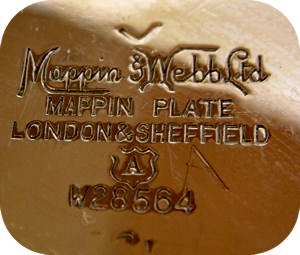 Mappin & Webb Ltd
MAPPIN PLATE
LONDON & SHEFFIELD
A
W28564